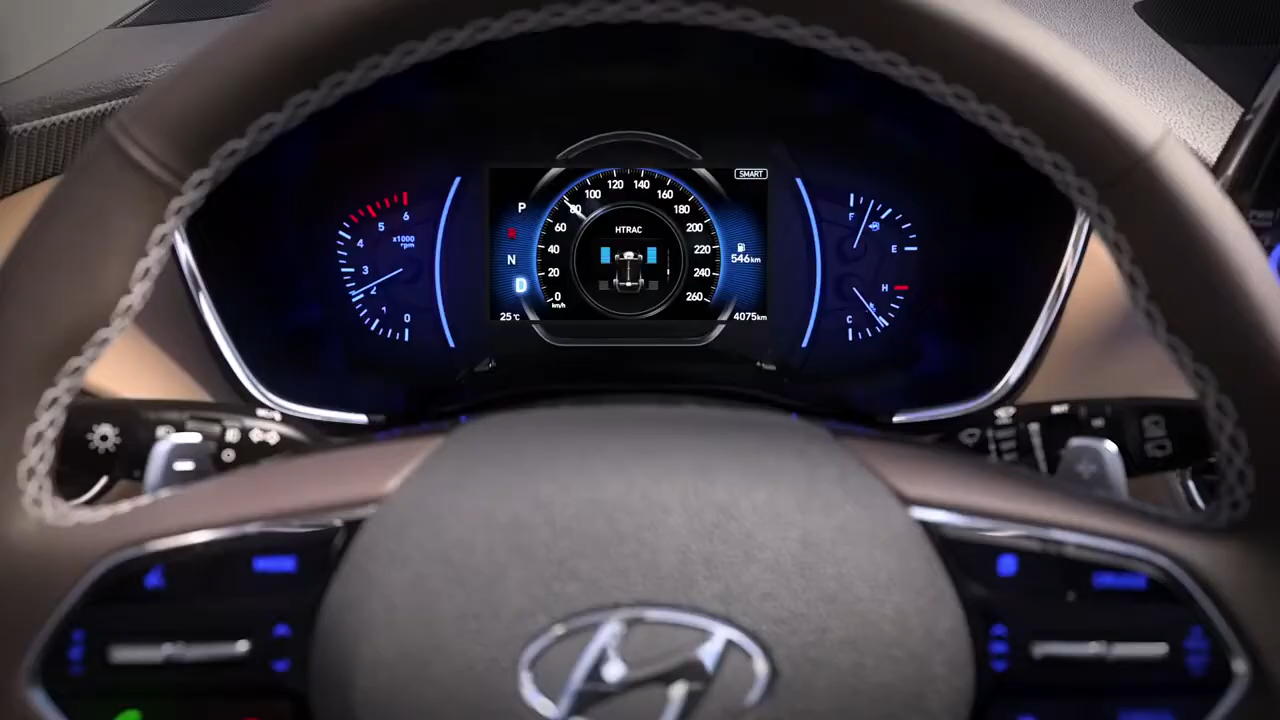 SMART
120 140
100 160
80 180
60 200
40 220
20 240
0 260
km/h
HTRAC
P
N
D
546km
25℃
4075km
6
5
4
3
2
1
0
x1000
rpm
F
E
H
C